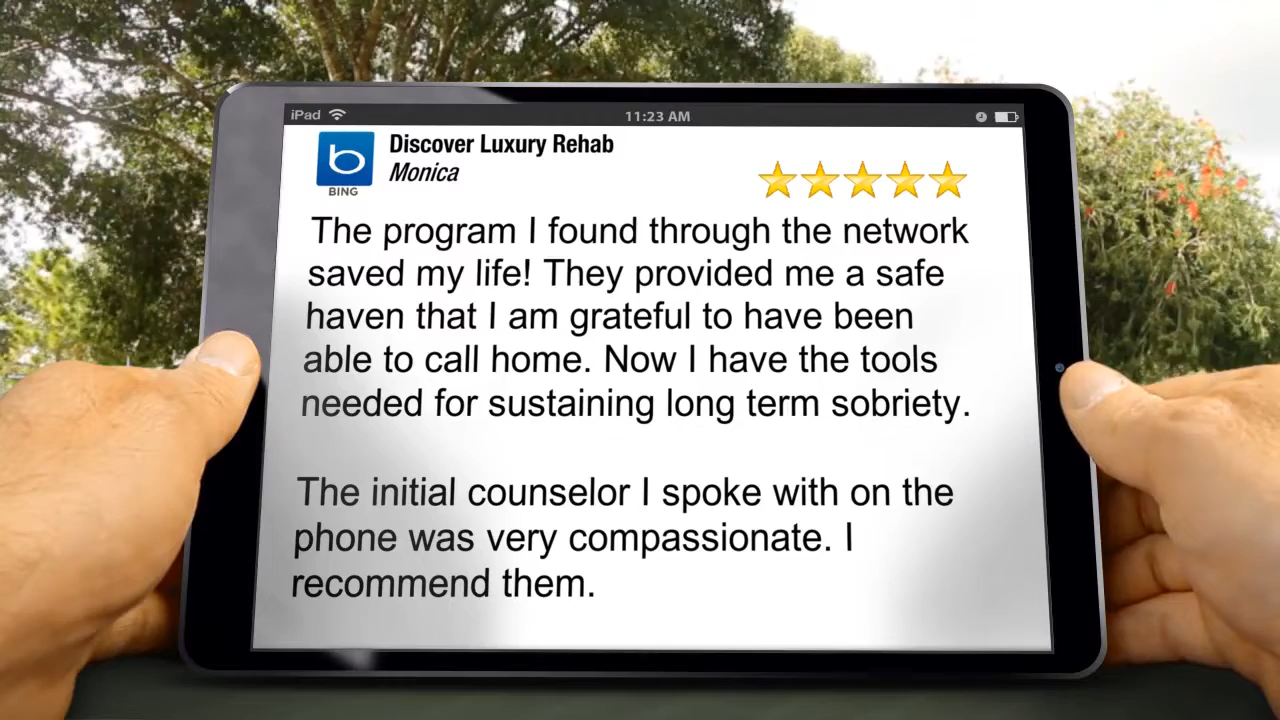 iPad
11:23 AM
b
BING
Discover Luxury Rehab
Monica
The program I found through the network
saved my life! They provided me a safe
haven that I am grateful to have been
able to call home. Now I have the tools
needed for sustaining long term sobriety.
The initial counselor I spoke with on the
phone was very compassionate. I
recommend them.